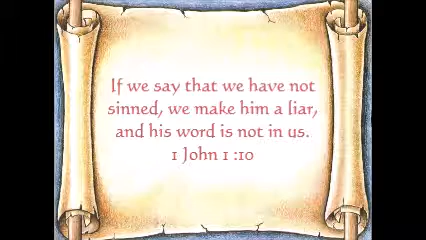 If we say that we have not
sinned, we make him a liar,
and his word is not in us.
1 John 1 :10